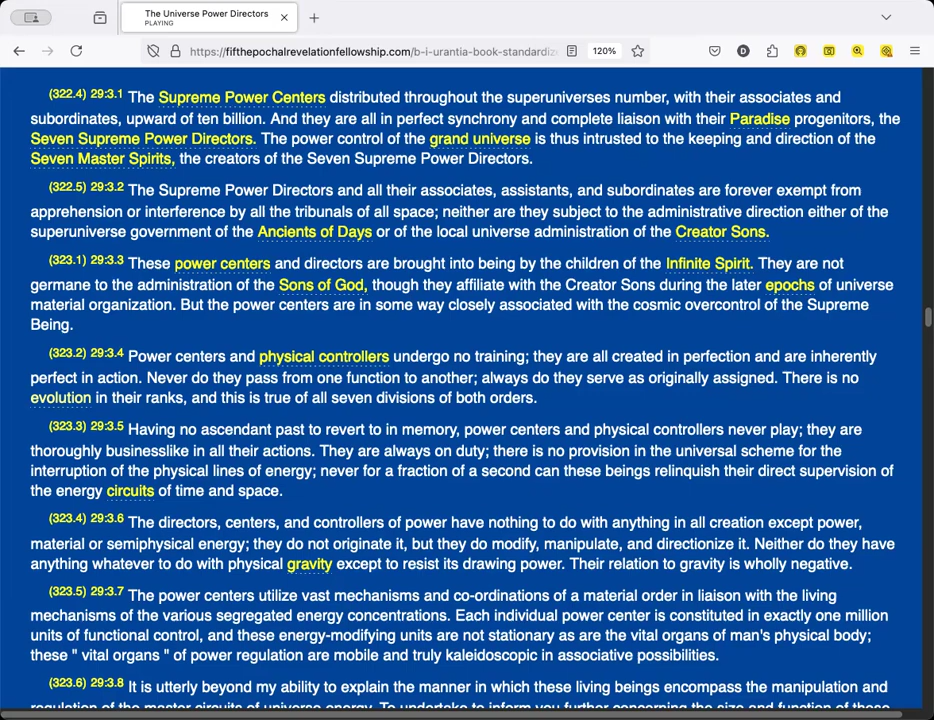 The Universe Power Directors
PLAYING
https://fifthepochalrevelationfellowship.com/b-i-urantia-book-standardiz
120%
(322.4) 29:3.1 The Supreme Power Centers distributed throughout the superuniverses number, with their associates and
subordinates, upward of ten billion. And they are all in perfect synchrony and complete liaison with their Paradise progenitors, the
Seven Supreme Power Directors. The power control of the grand universe is thus intrusted to the keeping and direction of the
Seven Master Spirits, the creators of the Seven Supreme Power Directors.
(322.5) 29:3.2 The Supreme Power Directors and all their associates, assistants, and subordinates are forever exempt from
apprehension or interference by all the tribunals of all space; neither are they subject to the administrative direction either of the
superuniverse government of the Ancients of Days or of the local universe administration of the Creator Sons.
(323.1) 29:3.3 These power centers and directors are brought into being by the children of the Infinite Spirit. They are not
germane to the administration of the Sons of God, though they affiliate with the Creator Sons during the later epochs of universe
material organization. But the power centers are in some way closely associated with the cosmic overcontrol of the Supreme
Being.
(323.2) 29:3.4 Power centers and physical controllers undergo no training; they are all created in perfection and are inherently
perfect in action. Never do they pass from one function to another; always do they serve as originally assigned. There is no
evolution in their ranks, and this is true of all seven divisions of both orders.
(323.3) 29:3.5 Having no ascendant past to revert to in memory, power centers and physical controllers never play; they are
thoroughly businesslike in all their actions. They are always on duty; there is no provision in the universal scheme for the
interruption of the physical lines of energy; never for a fraction of a second can these beings relinquish their direct supervision of
the energy circuits of time and space.
(323.4) 29:3.6 The directors, centers, and controllers of power have nothing to do with anything in all creation except power,
material or semiphysical energy; they do not originate it, but they do modify, manipulate, and directionize it. Neither do they have
anything whatever to do with physical gravity except to resist its drawing power. Their relation to gravity is wholly negative.
(323.5) 29:3.7 The power centers utilize vast mechanisms and co-ordinations of a material order in liaison with the living
mechanisms of the various segregated energy concentrations. Each individual power center is constituted in exactly one million
units of functional control, and these energy-modifying units are not stationary as are the vital organs of man's physical body;
these " vital organs " of power regulation are mobile and truly kaleidoscopic in associative possibilities.
(323.6) 29:3.8 It is utterly beyond my ability to explain the manner in which these living beings encompass the manipulation and
regulation of the master circuits of universe energy. To undertake to inform you further concerning the size and function of these